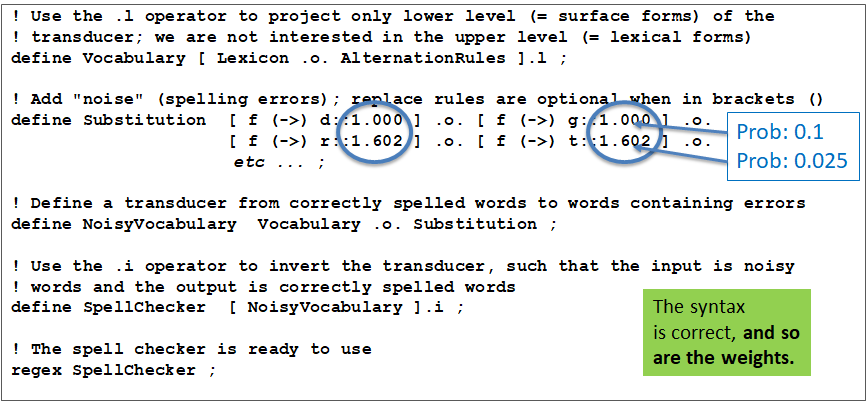 ! Use the .l operator to project only lower level (= surface forms) of the
! transducer; we are not interested in the upper level (= lexical forms)
define Vocabulary [ Lexicon .o. AlternationRules ].l ;
! Add "noise" (spelling errors); replace rules are optional when in brackets ()
define Substitution [ f (->) d::1.000 ] .o. [ f (->) g::1.000 ] .o.
[ f (->) r::1.602 ] .o. [ f (->) t::1.602 ] .o.
etc ... ;
Prob: 0.1
Prob: 0.025
! Define a transducer from correctly spelled words to words containing errors
define NoisyVocabulary Vocabulary .o. Substitution ;
! Use the .i operator to invert the transducer, such that the input is noisy
! words and the output is correctly spelled words
define SpellChecker [ NoisyVocabulary ].i ;
! The spell checker is ready to use
regex SpellChecker ;
The syntax
is correct, and so
are the weights.